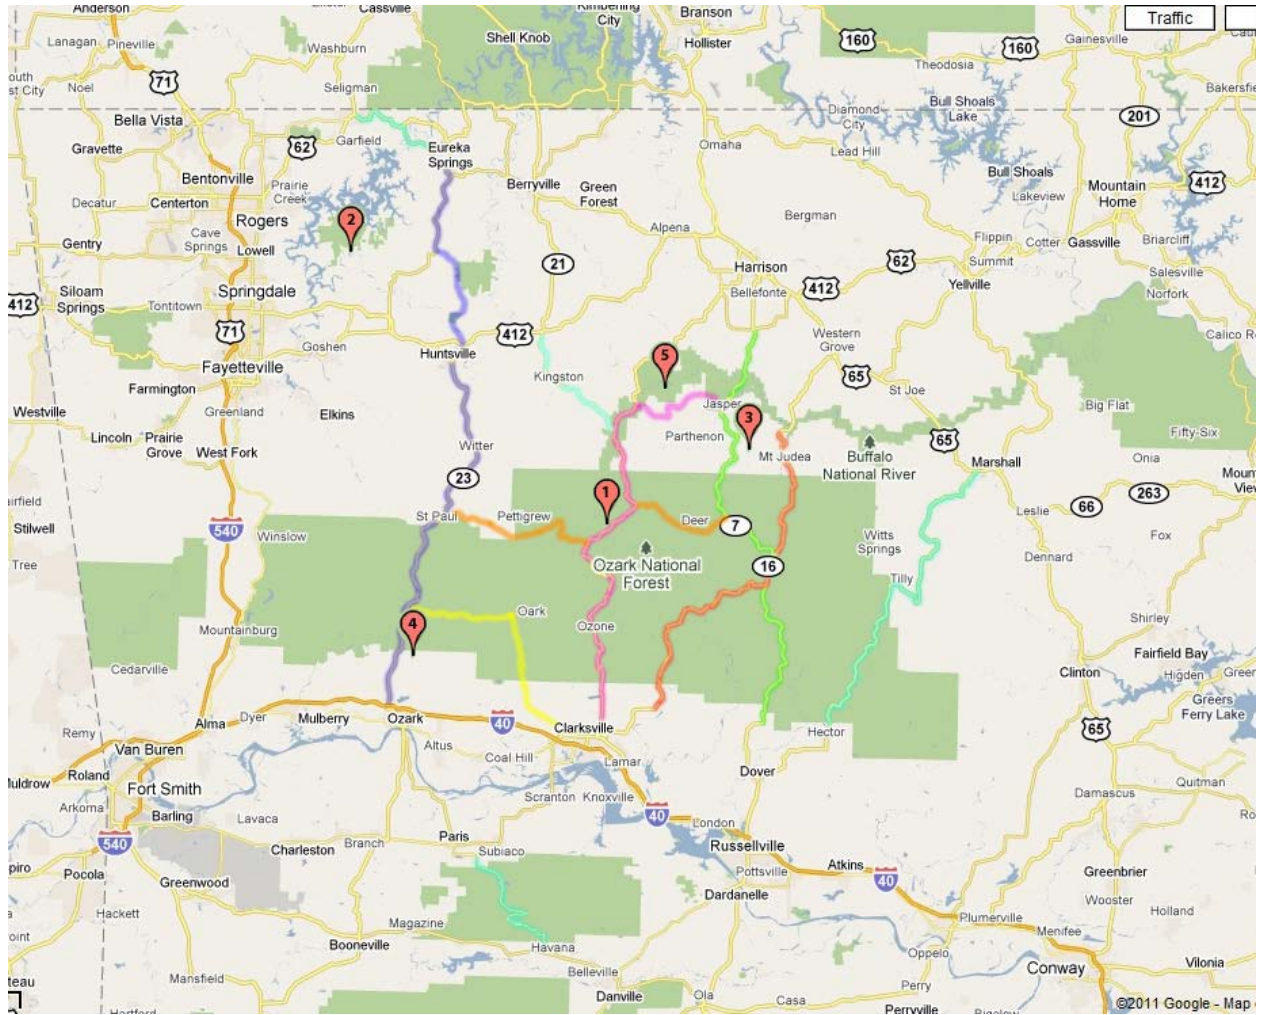 Anderson
Cassville
Kimberling
City
Branson
Traffic
Lanagan
Pineville
Washburn
Shell Knob
Hollister
160
160
Gainesville
Theodosia
71
Noel
Seligman
Bella Vista
62
Garfield
Diamond
City
Bull Shoals
Lake
201
Gravette
Eureka
Springs
Omaha
Lead Hill
Bentonville
Prairie
Creek
Berryville
Green
Forest
Bull Shoals
Lakeview
Mountain
Home
412
Decatur
Centerton
Rogers
2
Bergman
Cave
Springs
Alpena
Gentry
Lowell
Flippin
Cotter
Gassville
Briarcliff
21
Harrison
62
Summit
Salesville
Siloam
Springs
Springdale
Bellefonte
412
Yellville
Norfork
412
Tontitown
71
412
Western
Grove
Calico R
Goshen
Huntsville
5
Fayetteville
Kingston
65
St Joe
Farmington
Jasper
Big Flat
Westville
Greenland
Elkins
3
Lincoln
Prairie
Grove
West Fork
Witter
Parthenon
Mt Judea
Buffalo
National River
65
Fifty-Six
Onia
Marshall
23
1
66
263
St Paul
Pettigrew
Deer
7
Leslie
Stilwell
540
Winslow
Witts
Springs
Fox
Ozark National
Forest
16
Dennard
Tilly
Oark
4
Mountainburg
Ozone
Shirley
Cedarville
Fairfield Bay
Clinton
Higden
Greers
Ferry Lake
Alma
Dyer
Mulberry
Ozark
40
Clarksville
Remy
Hector
65
Van Buren
Altus
Roland
Coal Hill
Lamar
Dover
Fort Smith
Scranton
Knoxville
Quitman
Arkoma
Damascus
Barling
Lavaca
40
London
540
Charleston
Branch
Paris
Subiaco
Russellville
Pocola
Greenwood
Pottsville
Atkins
40
Greenbrier
Dardanelle
Wooster
Holland
Hackett
Magazine
Plumerville
Booneville
Havana
Menifee
Oppelo
Conway
Vilonia
Mansfield
Belleville
Danville
Ola
Casa
Perry
Perryville
Hartford
Bigelow
©2011 Google - Map